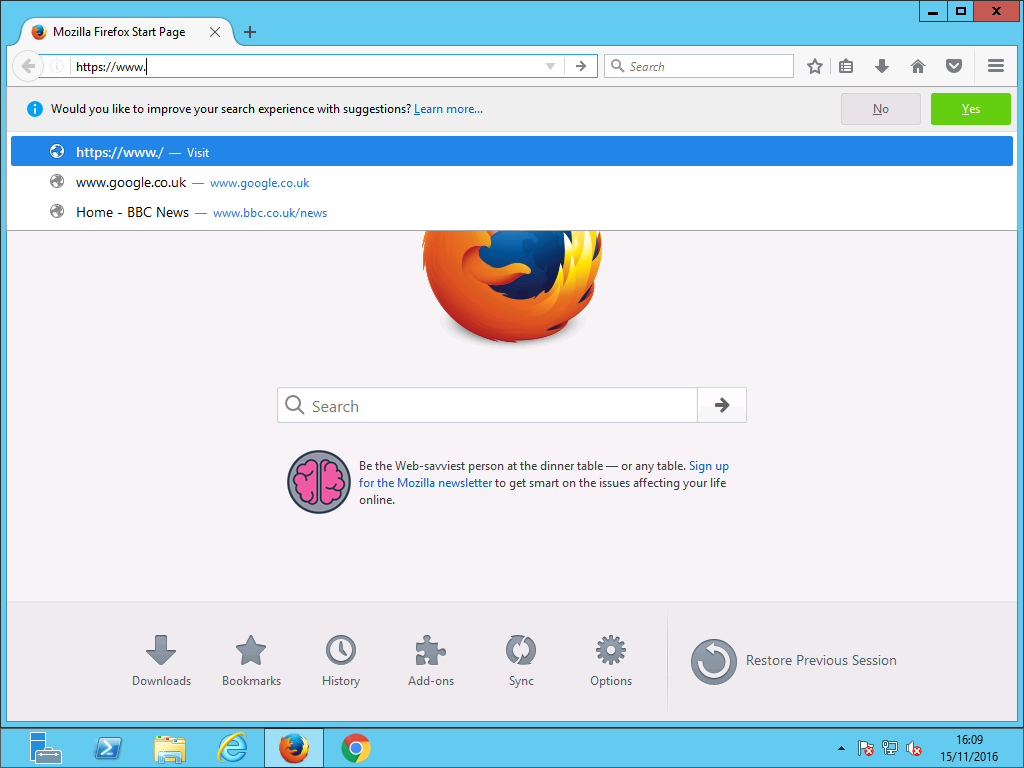 Mozilla Firefox Start Page
https://www.
Search
Would you like to improve your search experience with suggestions? Learn more...
No
Yes
https://www./ — Visit
www.google.co.uk — www.google.co.uk
Home - BBC News — www.bbc.co.uk/news
Search
Be the Web-savviest person at the dinner table — or any table. Sign up
for the Mozilla newsletter to get smart on the issues affecting your life
online.
Downloads
Bookmarks
History
Add-ons
Sync
Options
Restore Previous Session
16:09
15/11/2016